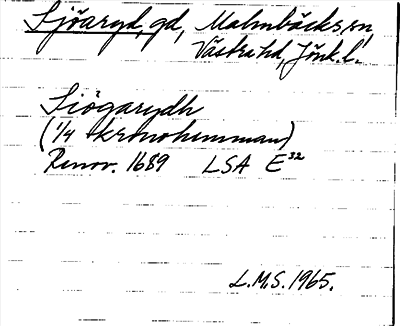 Sjöaryd, gd, Malmbäcks sn
Västra hd, Jönk. l.
Siögarydh
(1/4 kronohemman)
Renov. 1689 LSA E32
L.M.S. 1965.